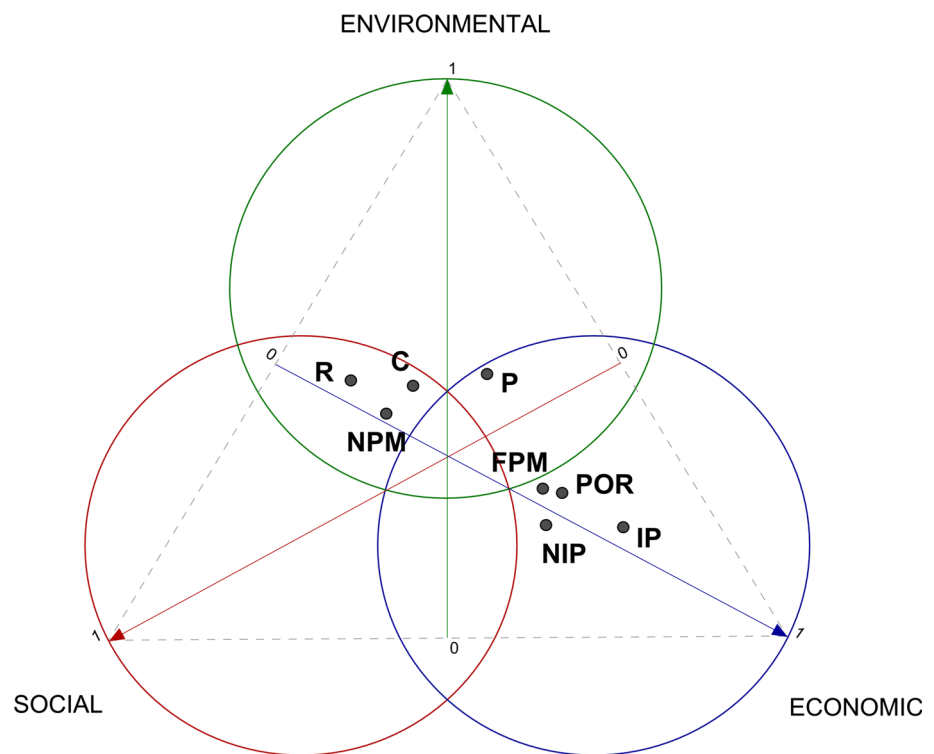 ENVIRONMENTAL
1
0
0
R
C
P
NPM
FPM
POR
NIP
IP
1
0
1
SOCIAL
ECONOMIC